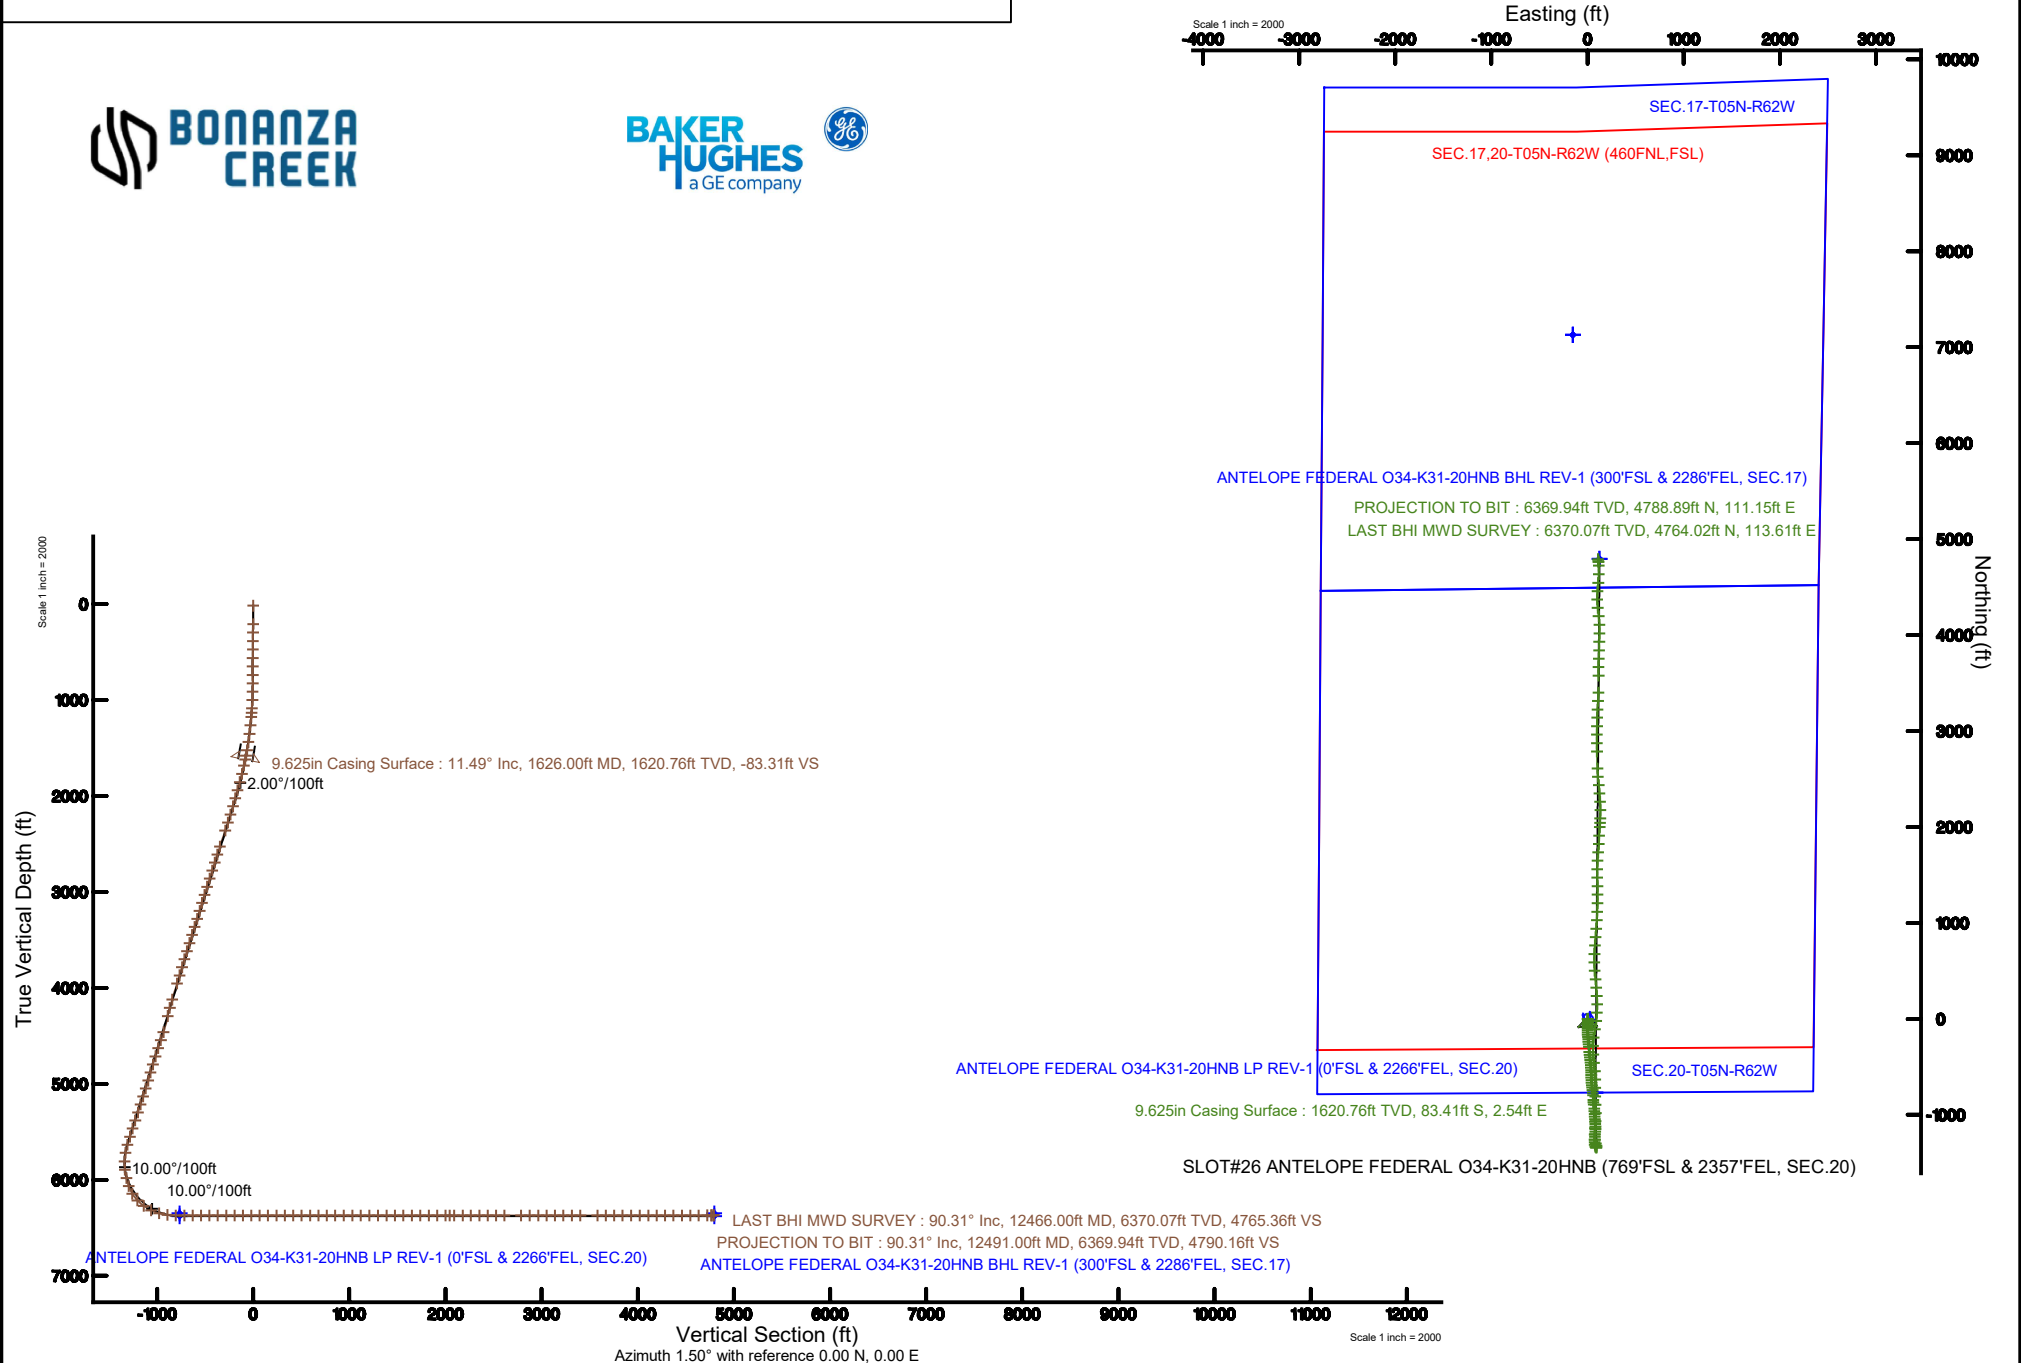 BONANZA
CREEK
BAKER
HUGHES
a GE company
GE
Scale 1 inch = 2000
Easting (ft)
-4000 -3000 -2000 -1000 0 1000 2000 3000
10000
9000
8000
7000
6000
5000
4000
3000
2000
1000
0
-1000
Northing (ft)
SEC.17-T05N-R62W
SEC.17,20-T05N-R62W (460FNL,FSL)
ANTELOPE FEDERAL O34-K31-20HNB BHL REV-1 (300'FSL & 2286'FEL, SEC.17)
PROJECTION TO BIT : 6369.94ft TVD, 4788.89ft N, 111.15ft E
LAST BHI MWD SURVEY : 6370.07ft TVD, 4764.02ft N, 113.61ft E
ANTELOPE FEDERAL O34-K31-20HNB LP REV-1 (0'FSL & 2266'FEL, SEC.20)
SEC.20-T05N-R62W
9.625in Casing Surface : 1620.76ft TVD, 83.41ft S, 2.54ft E
SLOT#26 ANTELOPE FEDERAL O34-K31-20HNB (769'FSL & 2357'FEL, SEC.20)
Scale 1 inch = 2000
True Vertical Depth (ft)
0
1000
2000
3000
4000
5000
6000
7000
9.625in Casing Surface : 11.49° Inc, 1626.00ft MD, 1620.76ft TVD, -83.31ft VS
2.00°/100ft
10.00°/100ft
10.00°/100ft
LAST BHI MWD SURVEY : 90.31° Inc, 12466.00ft MD, 6370.07ft TVD, 4765.36ft VS
PROJECTION TO BIT : 90.31° Inc, 12491.00ft MD, 6369.94ft TVD, 4790.16ft VS
ANTELOPE FEDERAL O34-K31-20HNB LP REV-1 (0'FSL & 2266'FEL, SEC.20)
ANTELOPE FEDERAL O34-K31-20HNB BHL REV-1 (300'FSL & 2286'FEL, SEC.17)
-1000 0 1000 2000 3000 4000 5000 6000 7000 8000 9000 10000 11000 12000
Vertical Section (ft)
Scale 1 inch = 2000
Azimuth 1.50° with reference 0.00 N, 0.00 E